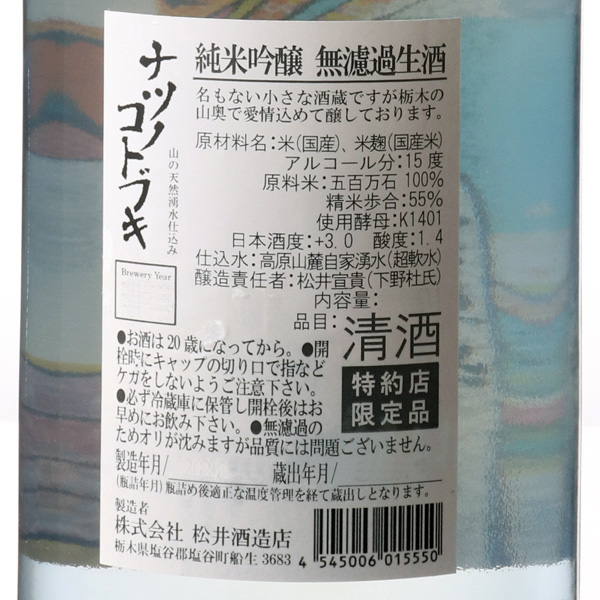 ナツノコトブキ
山の天然湧水仕込み
Brewery Year
純米吟醸 無濾過生酒
名もない小さな酒蔵ですが栃木の
山奥で愛情込めて醸しております。
原材料名：米（国産）、米麹（国産米）
アルコール分：15度
原料米：五百万石 100％
精米歩合：55％
使用酵母：K1401
日本酒度：+3.0 酸度：1.4
仕込水：高原山麓自家湧水（超軟水）
醸造責任者：松井宣貴（下野杜氏）
内容量：
品目：清酒
特約店
限定品
●お酒は20歳になってから。●開
栓時にキャップの切り口で指など
ケガをしないようご注意下さい。
●必ず冷蔵庫に保管し開栓後はお
早めにお飲み下さい。●無濾過の
ためオリが沈みますが品質には問題ございません。
製造年月/ 蔵出年月/
(瓶詰年月) 瓶詰め後適正な温度管理を経て蔵出しとなります。
製造者
株式会社 松井酒造店
栃木県塩谷郡塩谷町船生 3683
4 545006 015550